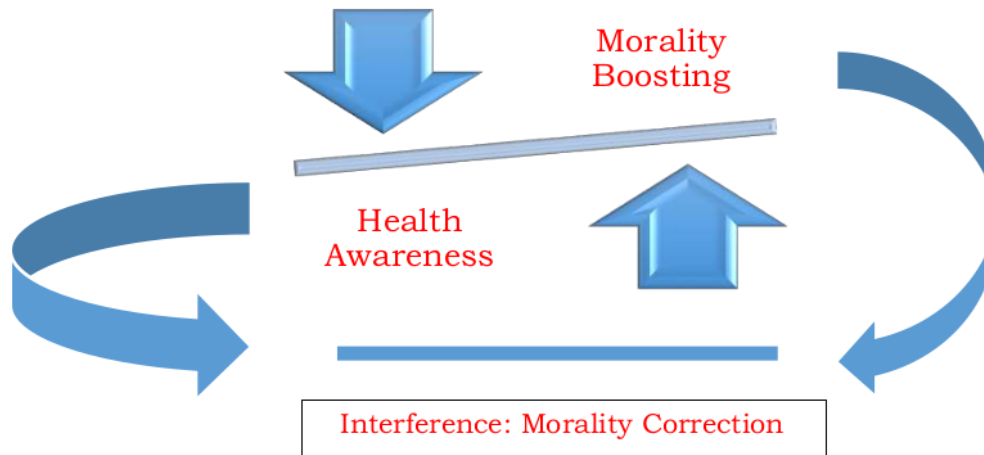 Morality
Boosting
Health
Awareness
Interference: Morality Correction